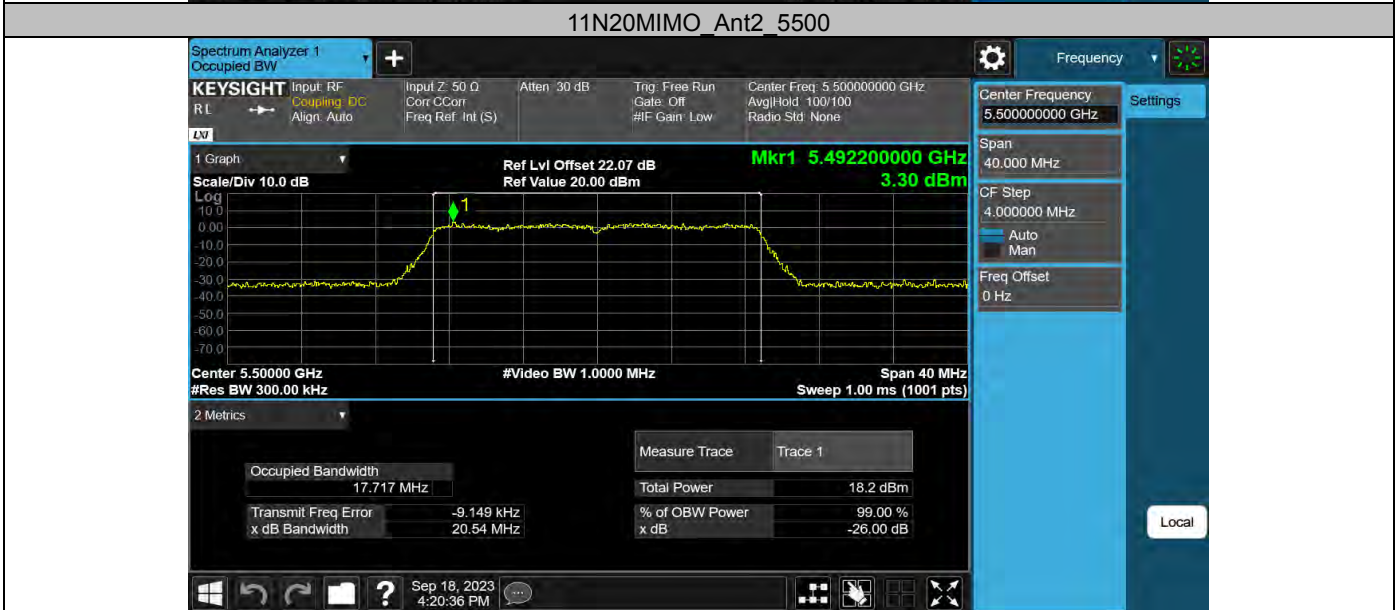 11N20MIMO_Ant2_5500
Spectrum Analyzer 1
Occupied BW
+
Frequency
KEYSIGHT
RL
LXI
Input: RF
Coupling: DC
Align: Auto
Input Z: 50 Ω
Corr CCorr
Freq Ref: Int (S)
Atten: 30 dB
Trig: Free Run
Gate: Off
#IF Gain: Low
Center Freq: 5.500000000 GHz
Avg|Hold: 100/100
Radio Std: None
Center Frequency
5.500000000 GHz
Settings
Span
40.000 MHz
CF Step
4.000000 MHz
Auto
Man
Freq Offset
0 Hz
Local
1 Graph
Scale/Div 10.0 dB
Ref Lvl Offset 22.07 dB
Ref Value 20.00 dBm
Mkr1 5.492200000 GHz
3.30 dBm
Log
10.0
0.00
-10.0
-20.0
-30.0
-40.0
-50.0
-60.0
-70.0
1
Center 5.50000 GHz
#Res BW 300.00 kHz
#Video BW 1.0000 MHz
Span 40 MHz
Sweep 1.00 ms (1001 pts)
2 Metrics
Measure Trace Trace 1
Occupied Bandwidth
17.717 MHz
Total Power 18.2 dBm
Transmit Freq Error -9.149 kHz
% of OBW Power 99.00 %
x dB Bandwidth 20.54 MHz
x dB -26.00 dB
?
Sep 18, 2023
4:20:36 PM